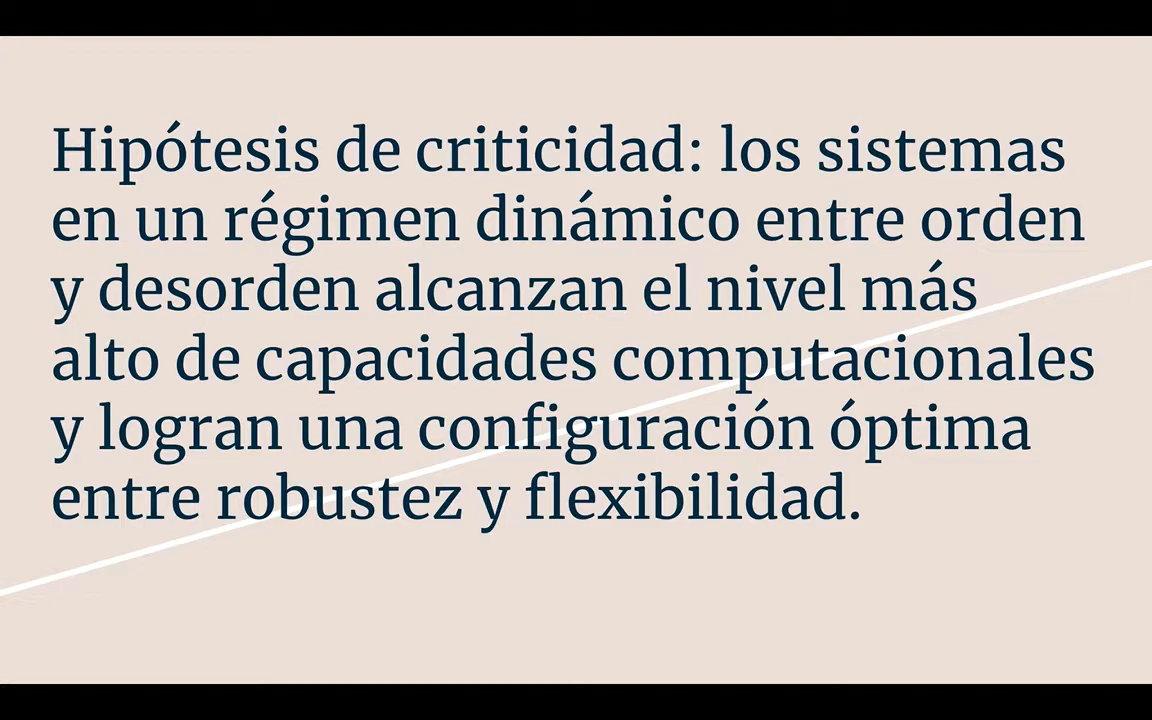 Hipótesis de criticidad: los sistemas
en un régimen dinámico entre orden
y desorden alcanzan el nivel más
alto de capacidades computacionales
y logran una configuración óptima
entre robustez y flexibilidad.